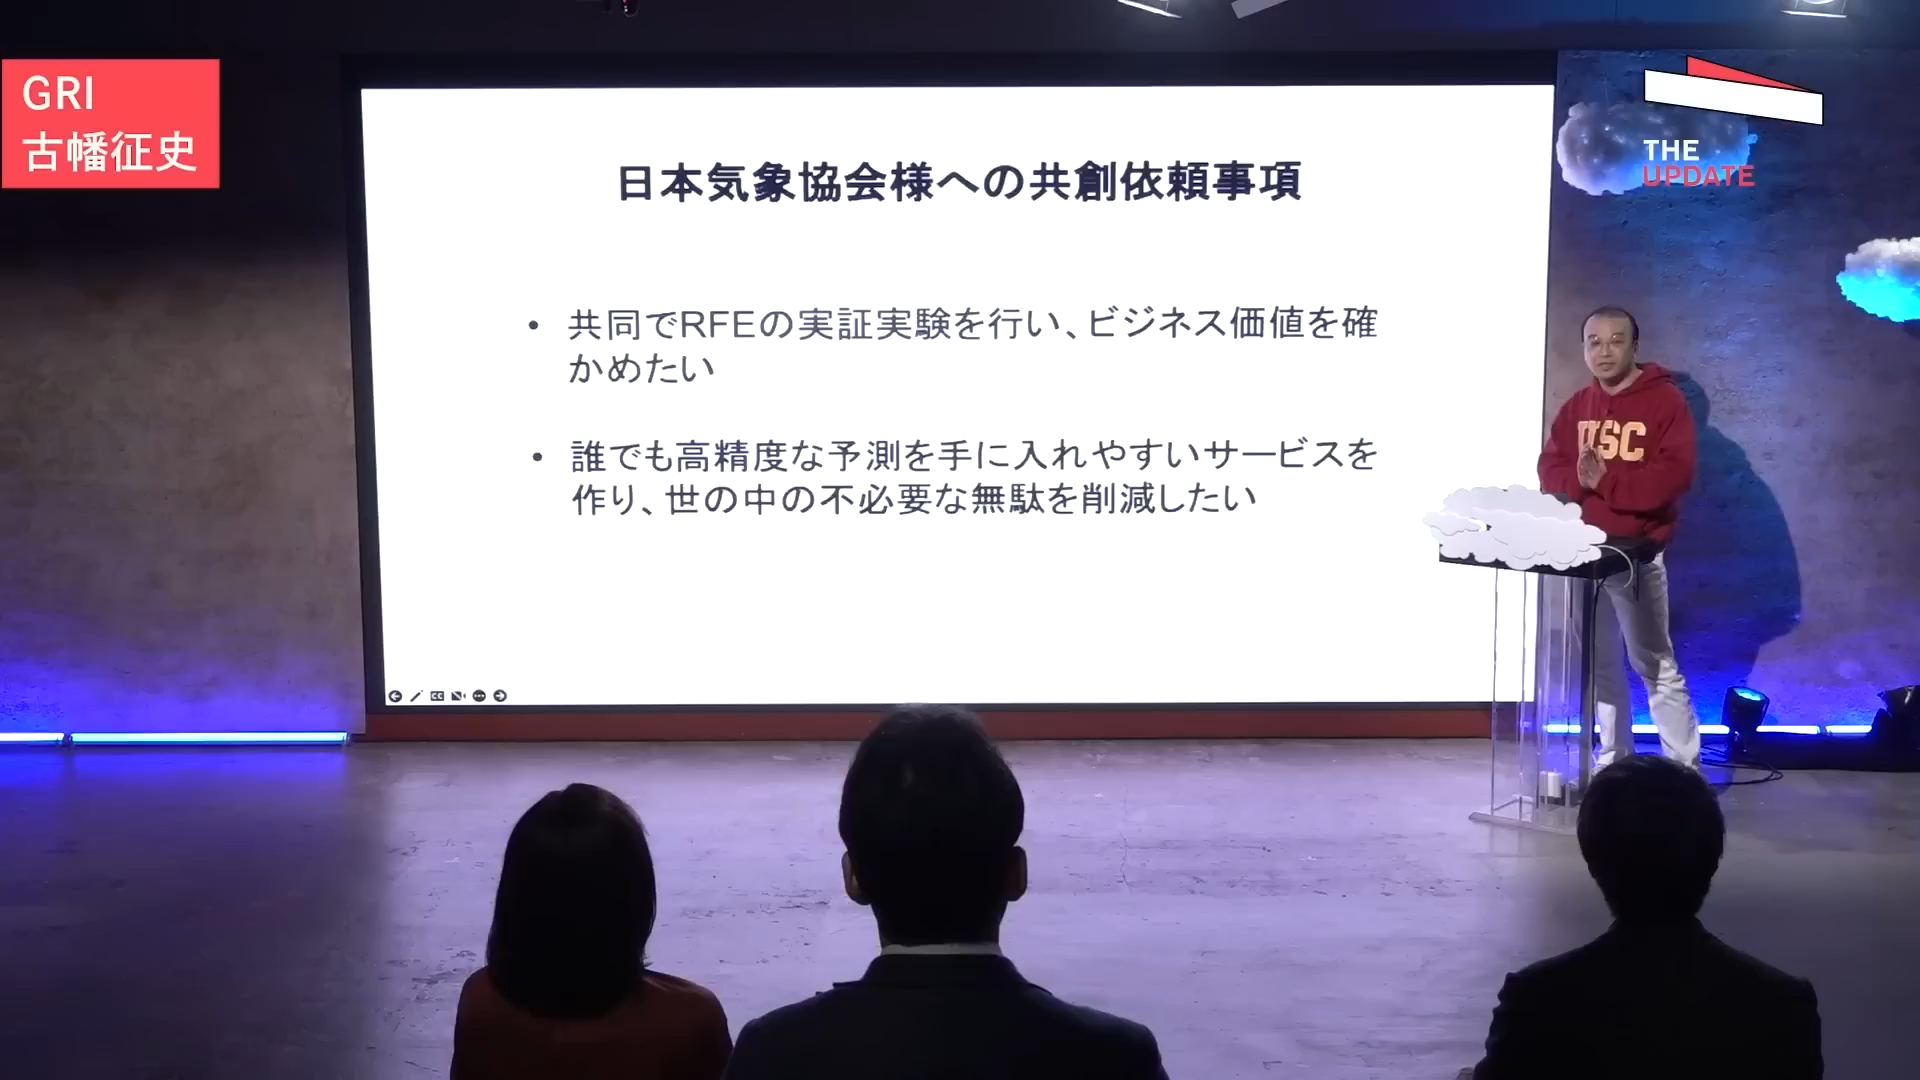 GRI
古幡征史
THE
UPDATE
日本気象協会様への共創依頼事項
• 共同でRFEの実証実験を行い、ビジネス価値を確
かめたい
• 誰でも高精度な予測を手に入れやすいサービスを
作り、世の中の不必要な無駄を削減したい
USC